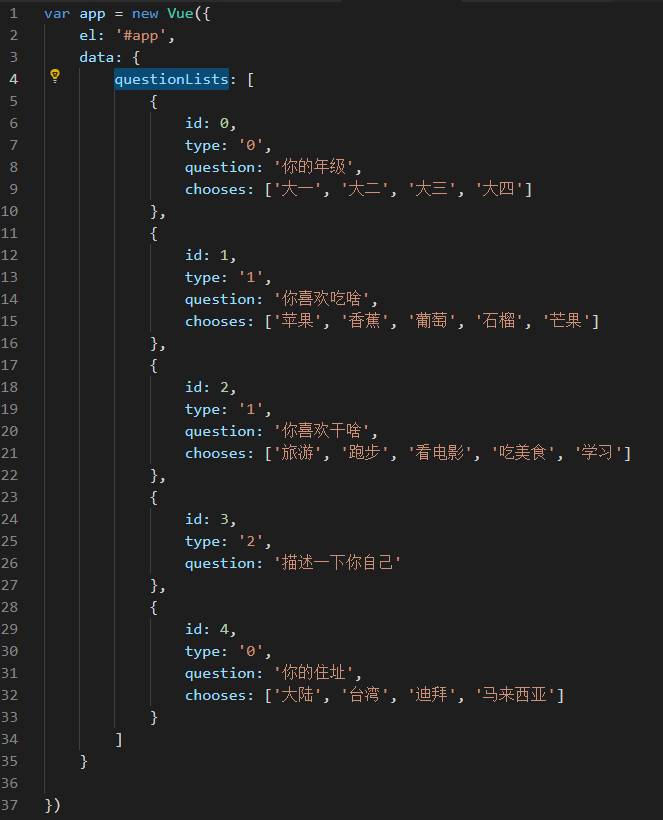 1 var app = new Vue({
2     el: '#app',
3     data: {
4         questionLists: [
5             {
6                 id: 0,
7                 type: '0',
8                 question: '你的年级',
9                 chooses: ['大一', '大二', '大三', '大四']
10             },
11             {
12                 id: 1,
13                 type: '1',
14                 question: '你喜欢吃啥',
15                 chooses: ['苹果', '香蕉', '葡萄', '石榴', '芒果']
16             },
17             {
18                 id: 2,
19                 type: '1',
20                 question: '你喜欢干啥',
21                 chooses: ['旅游', '跑步', '看电影', '吃美食', '学习']
22             },
23             {
24                 id: 3,
25                 type: '2',
26                 question: '描述一下你自己'
27             },
28             {
29                 id: 4,
30                 type: '0',
31                 question: '你的住址',
32                 chooses: ['大陆', '台湾', '迪拜', '马来西亚']
33             }
34         ]
35     }
36
37 })